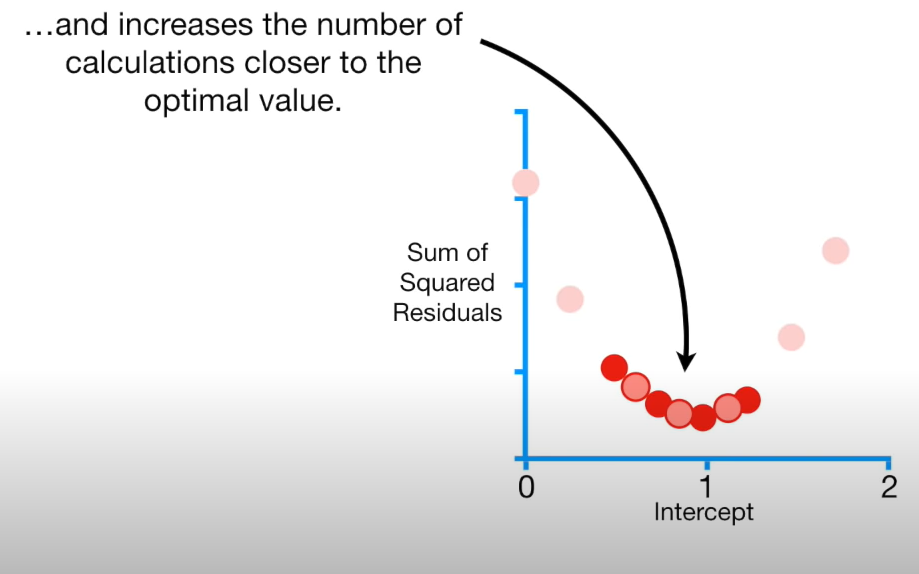 …and increases the number of
calculations closer to the
optimal value.
Sum of
Squared
Residuals
0
1
2
Intercept